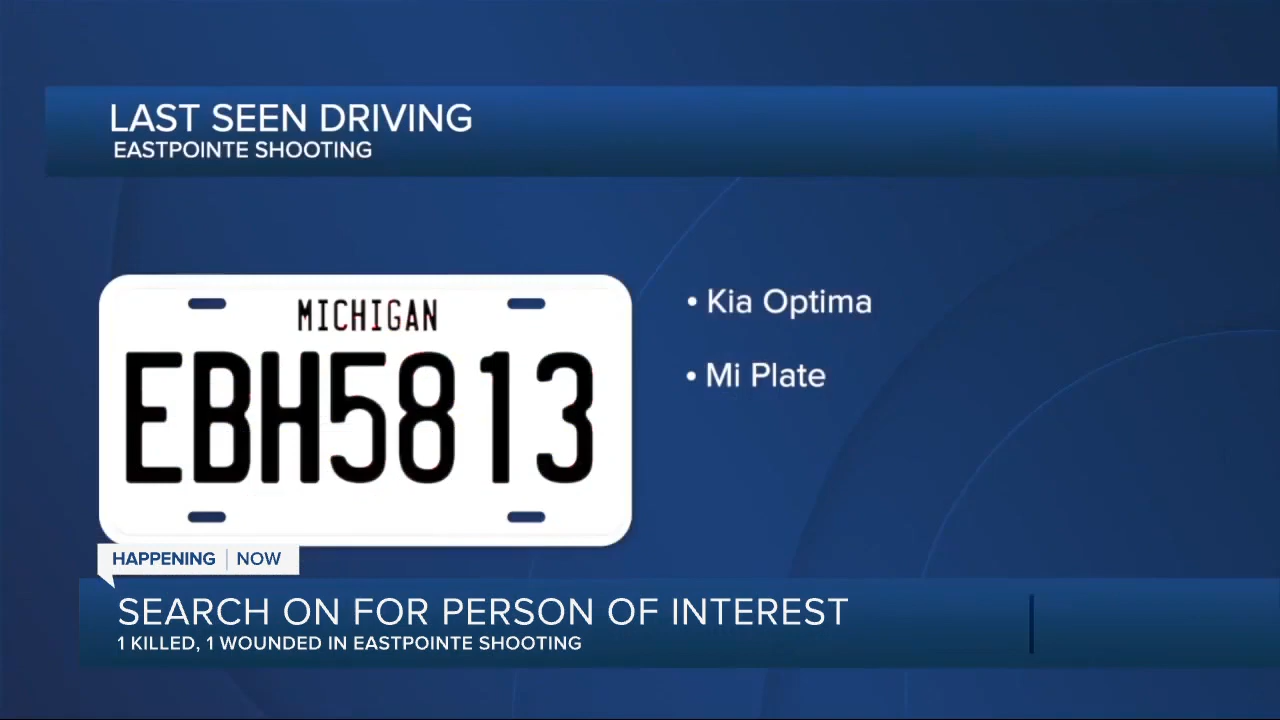 LAST SEEN DRIVING
EASTPOINTE SHOOTING
MICHIGAN
EBH5813
• Kia Optima
• Mi Plate
HAPPENING | NOW
SEARCH ON FOR PERSON OF INTEREST
1 KILLED, 1 WOUNDED IN EASTPOINTE SHOOTING